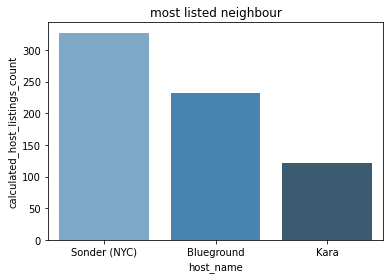 most listed neighbour
calculated_host_listings_count
300
250
200
150
100
50
0
Sonder (NYC) Blueground Kara
host_name